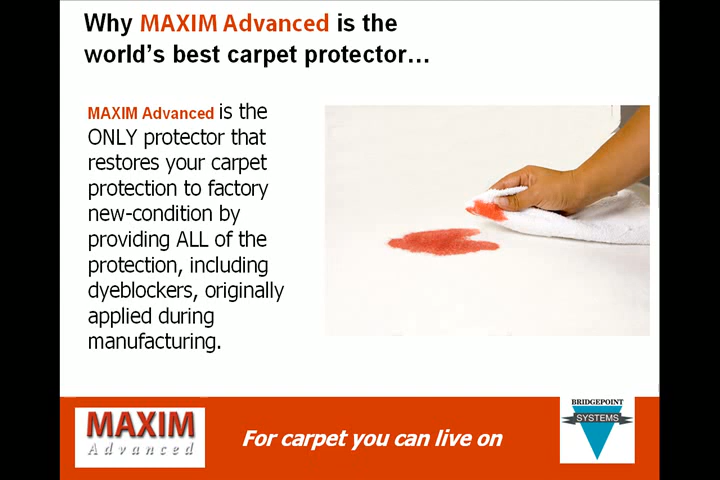 Why MAXIM Advanced is the
world's best carpet protector...
MAXIM Advanced is the
ONLY protector that
restores your carpet
protection to factory
new-condition by
providing ALL of the
protection, including
dyeblockers, originally
applied during
manufacturing.
MAXIM
Advanced
For carpet you can live on
BRIDGEPOINT
SYSTEMS